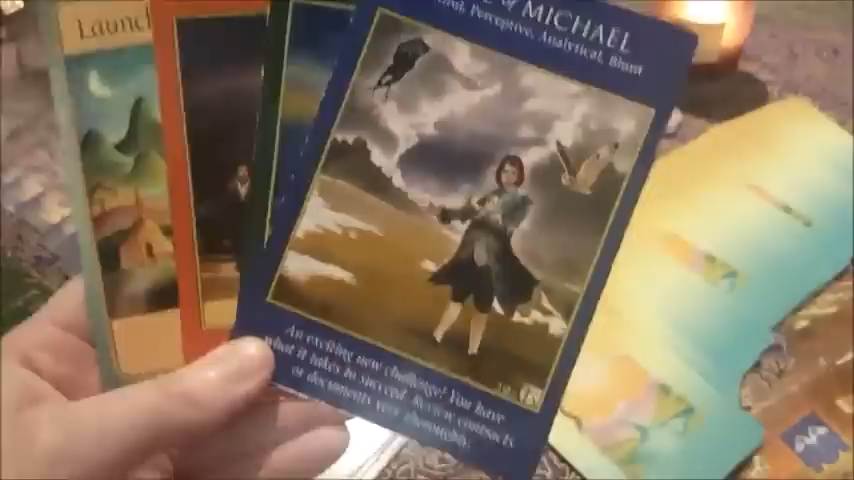 Launch
of MICHAEL
Perceptive, Analytical, Blunt
An exciting new challenge! You have
what it takes to succeed. Review contracts
or documents very thoroughly.